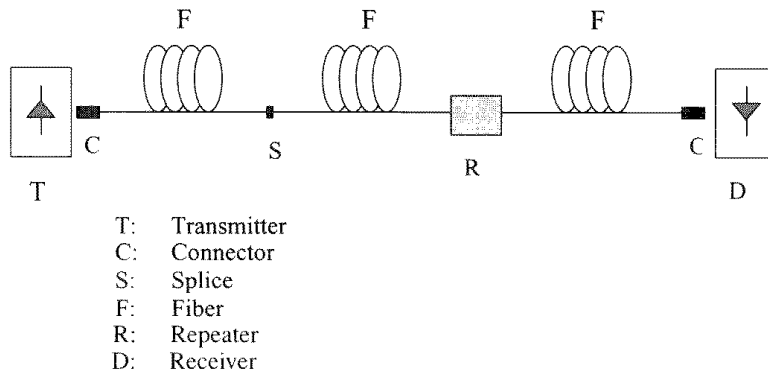 F F F
C S R C
T D
T: Transmitter
C: Connector
S: Splice
F: Fiber
R: Repeater
D: Receiver